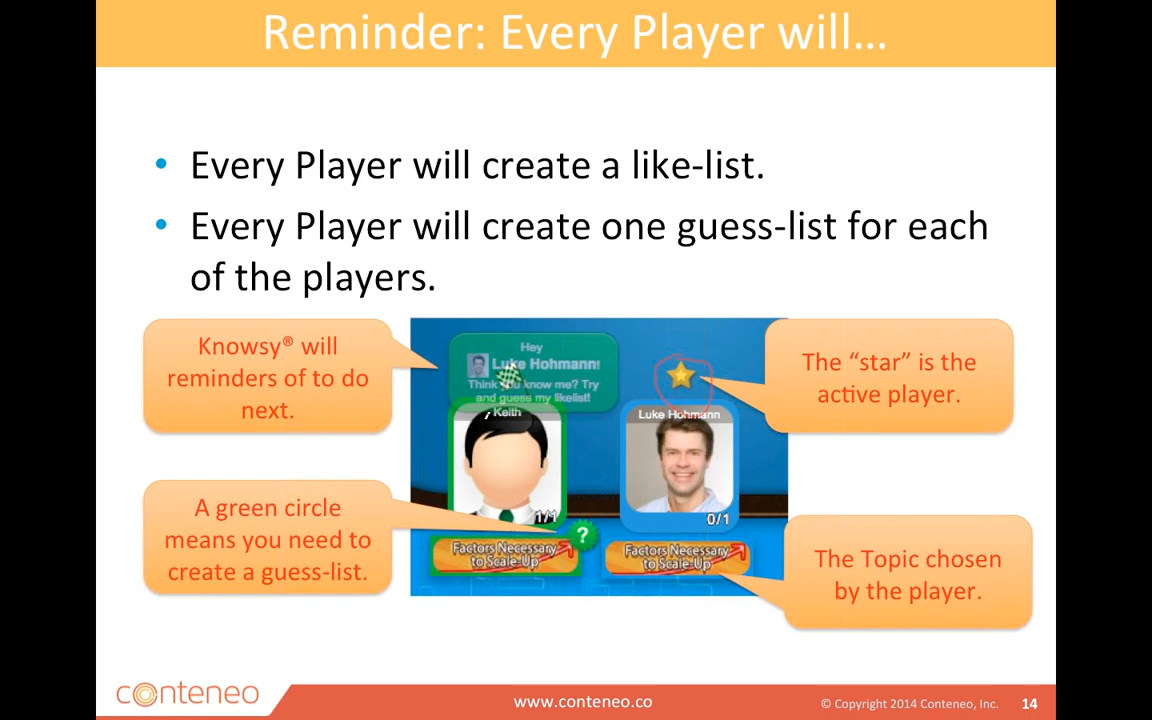 Reminder: Every Player will...
• Every Player will create a like-list.
• Every Player will create one guess-list for each
of the players.
Knowsy® will
reminders of to do
next.
Hey
Luke Hohmann!
Think you know me? Try
and guess my likelist!
Keith
1/1
?
Factors Necessary
to Scale-Up
Luke Hohmann
0/1
Factors Necessary
to Scale-Up
The “star” is the
active player.
A green circle
means you need to
create a guess-list.
The Topic chosen
by the player.
conteneo
www.conteneo.co
© Copyright 2014 Conteneo, Inc.
14